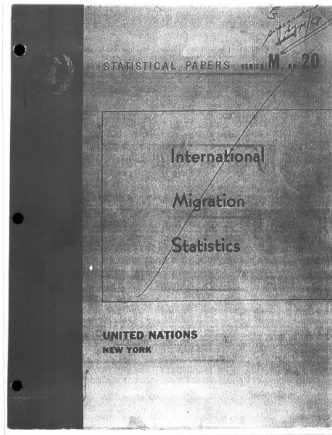 STATISTICAL PAPERS SERIES M, NO. 20
International
Migration
Statistics
UNITED NATIONS
NEW YORK